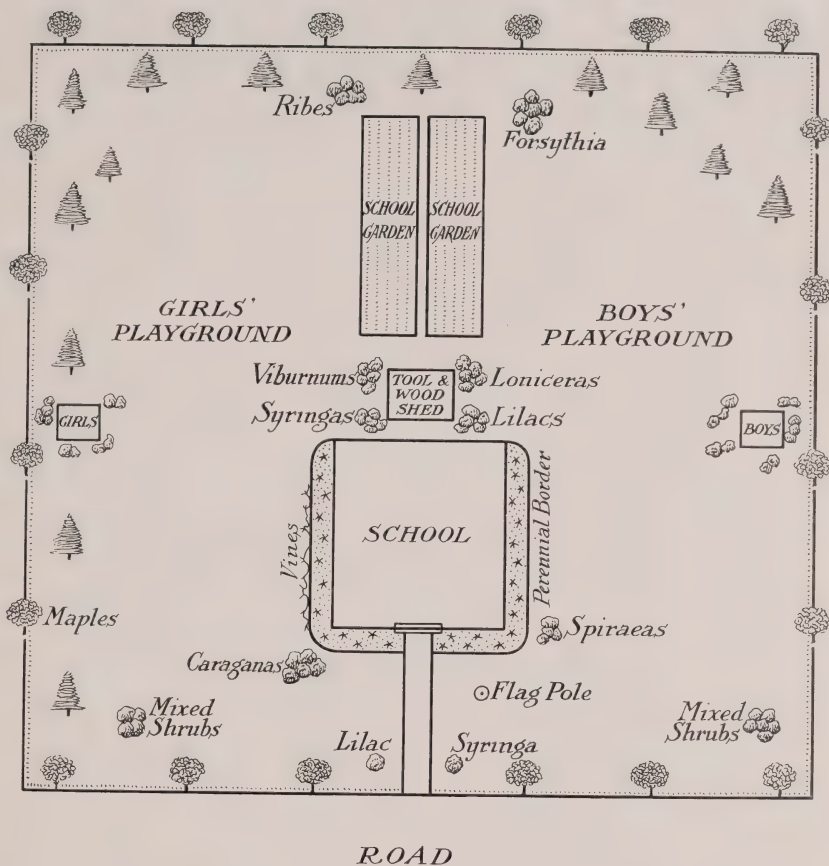 Ribes
Forsythia
SCHOOL
GARDEN
SCHOOL
GARDEN
GIRLS'
PLAYGROUND
BOYS'
PLAYGROUND
Viburnums
TOOL &
WOOD
SHED
Loniceras
Syringas
Lilacs
GIRLS
BOYS
Vines
SCHOOL
Perennial Border
Maples
Spiraeas
Caraganas
Flag Pole
Mixed
Shrubs
Mixed
Shrubs
Lilac
Syringa
ROAD